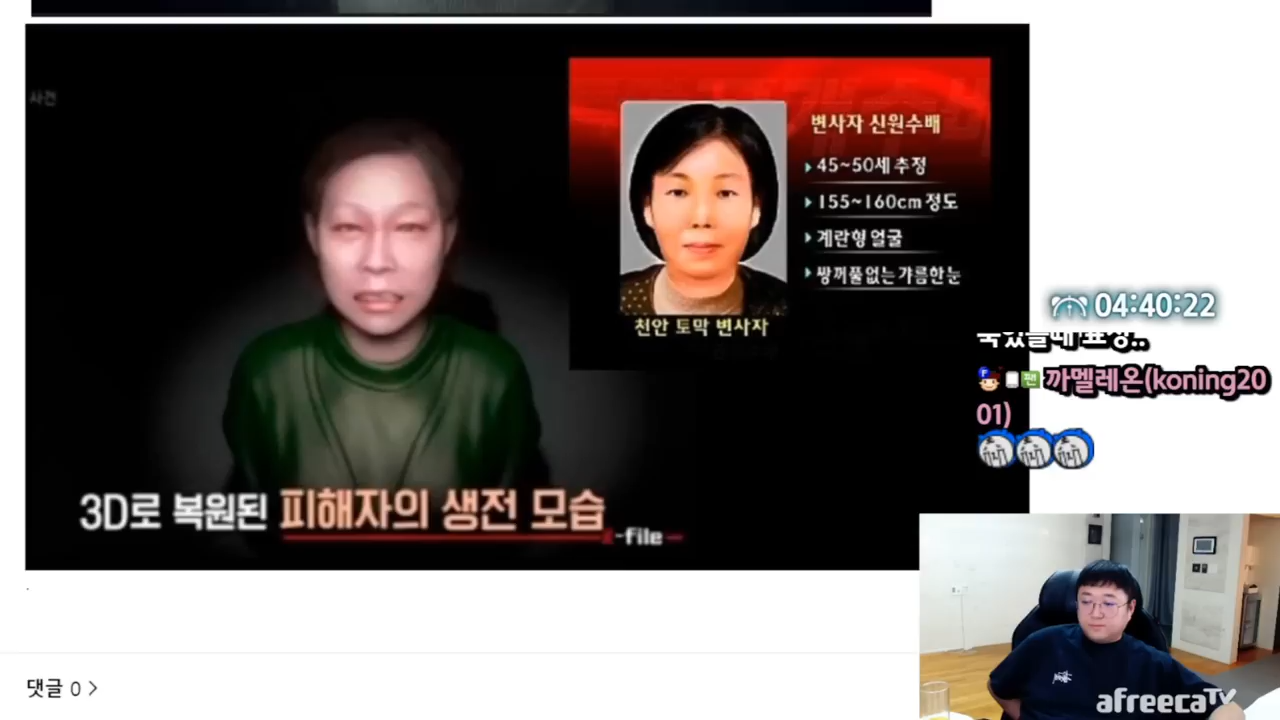 사건
변사자 신원수배
45~50세 추정
155~160cm 정도
계란형 얼굴
쌍꺼풀없는 갸름한 눈
천안 토막 변사자
3D로 복원된 피해자의 생전 모습
X-file
04:40:22
팬 까멜레온(koning20
01)
댓글 0 >
afreecaTV